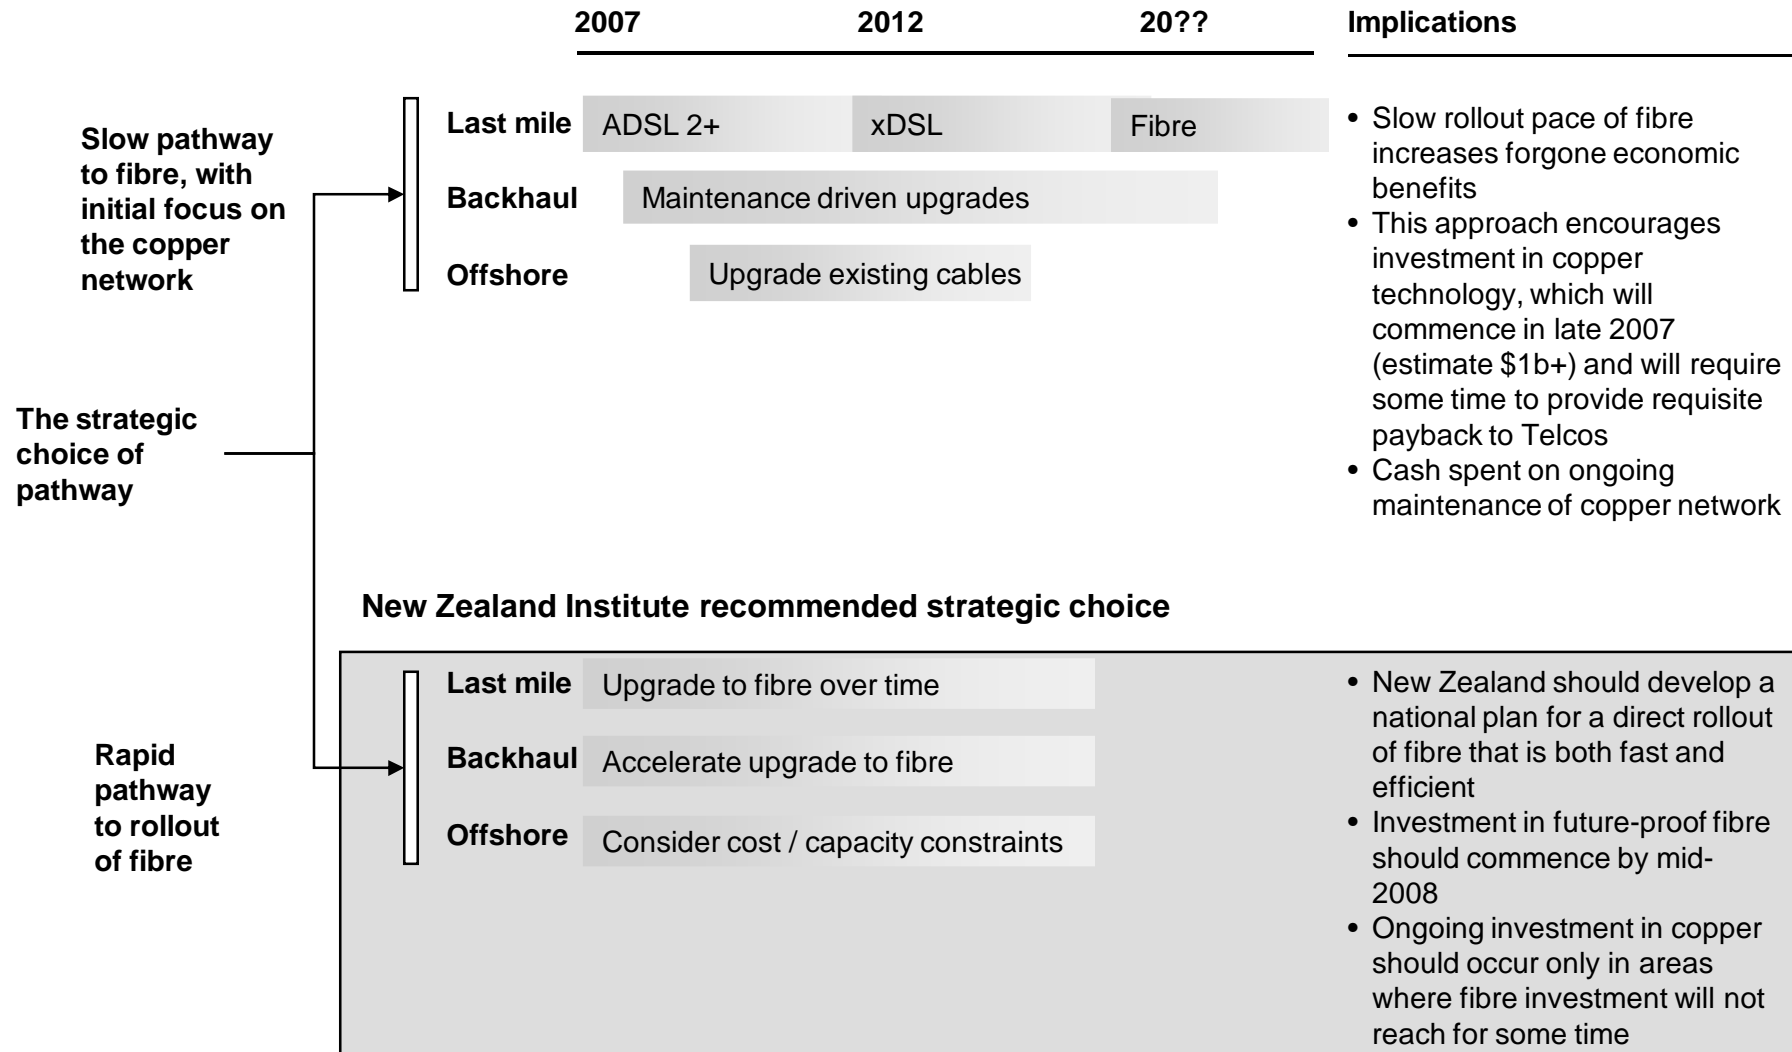 2007 2012 20?? Implications
Slow pathway
to fibre, with
initial focus on
the copper
network
Last mile ADSL 2+ xDSL Fibre
Backhaul Maintenance driven upgrades
Offshore Upgrade existing cables
• Slow rollout pace of fibre
increases forgone economic
benefits
• This approach encourages
investment in copper
technology, which will
commence in late 2007
(estimate $1b+) and will require
some time to provide requisite
payback to Telcos
• Cash spent on ongoing
maintenance of copper network
The strategic
choice of
pathway
New Zealand Institute recommended strategic choice
Rapid
pathway
to rollout
of fibre
Last mile Upgrade to fibre over time
Backhaul Accelerate upgrade to fibre
Offshore Consider cost / capacity constraints
• New Zealand should develop a
national plan for a direct rollout
of fibre that is both fast and
efficient
• Investment in future-proof fibre
should commence by mid-
2008
• Ongoing investment in copper
should occur only in areas
where fibre investment will not
reach for some time